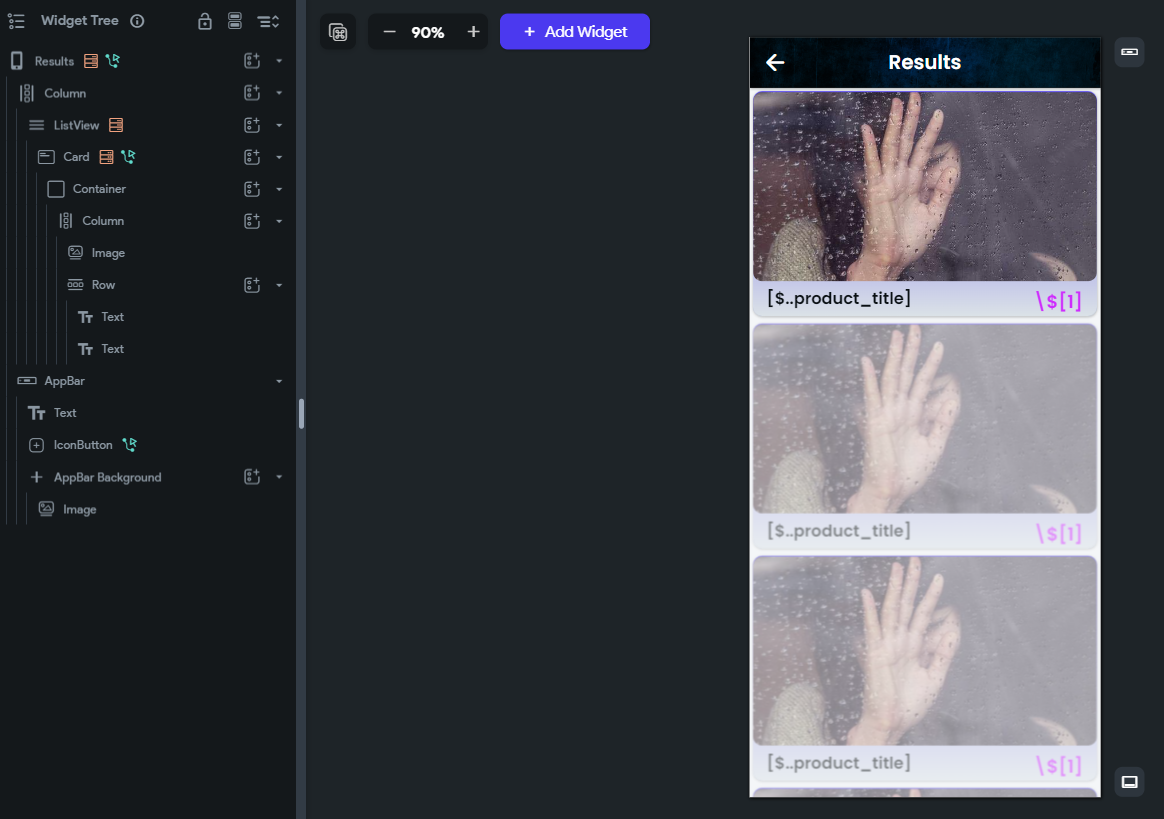 Widget Tree
90%
+ Add Widget
Results
Column
ListView
Card
Container
Column
Image
Row
Text
Text
AppBar
Text
IconButton
AppBar Background
Image
Results
[$..product_title]
\$[1]
[$..product_title]
\$[1]
[$..product_title]
\$[1]